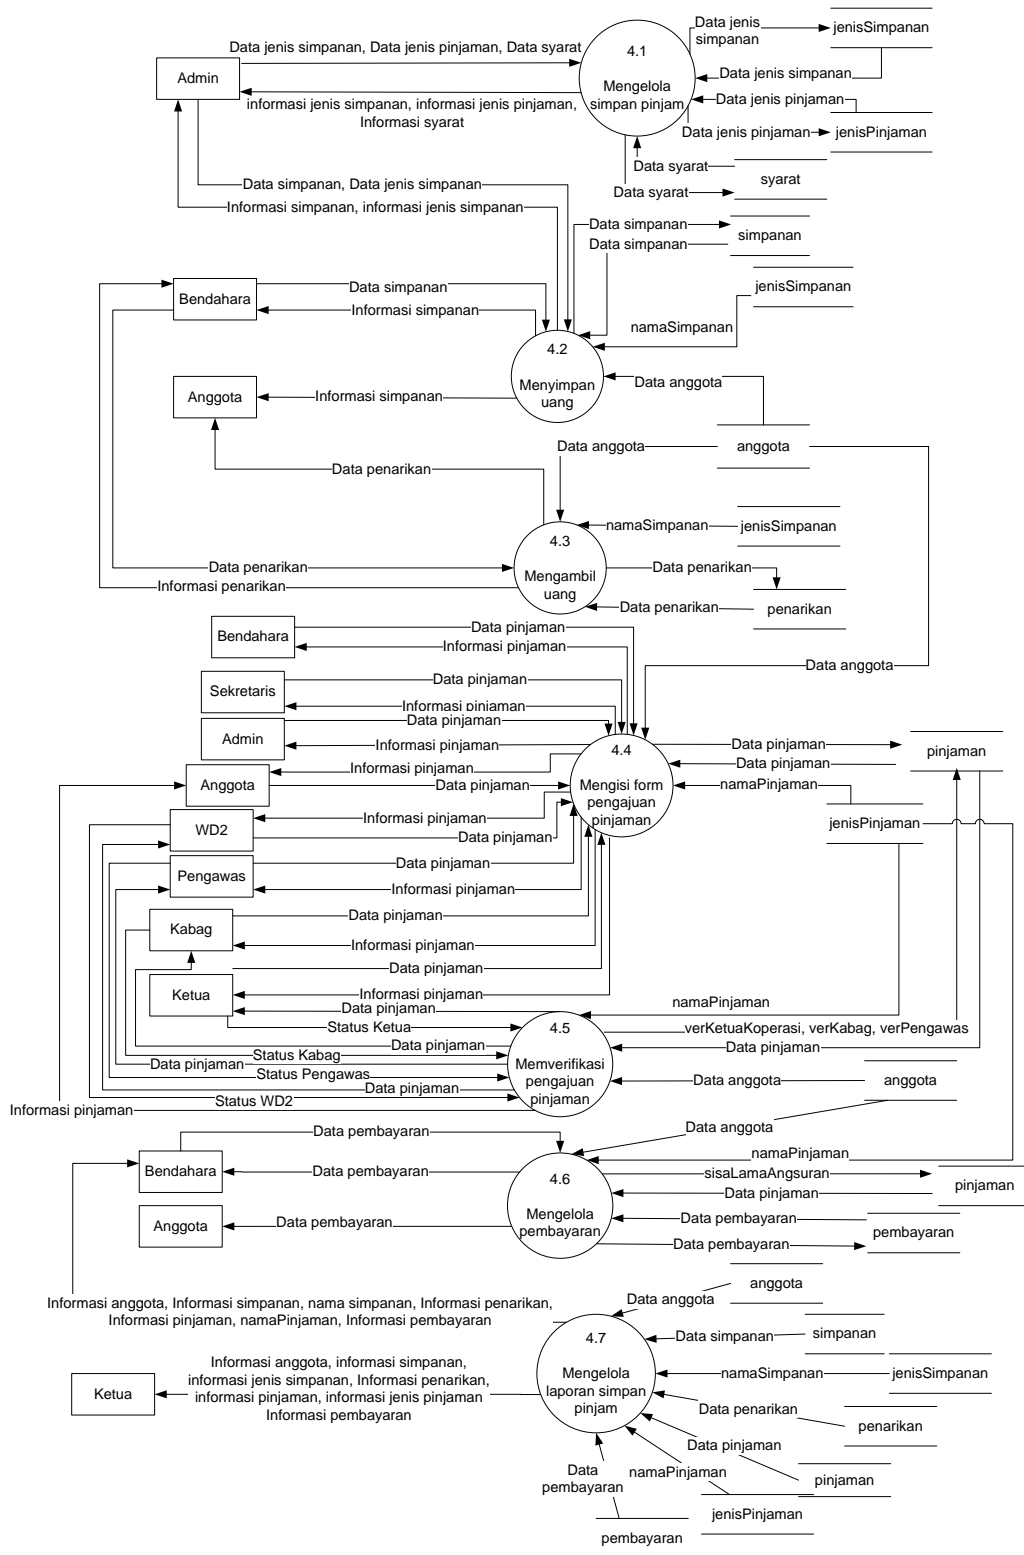 Data jenis
simpanan
jenisSimpanan
4.1
Mengelola
simpan pinjam
Data jenis simpanan, Data jenis pinjaman, Data syarat
Admin
Data jenis simpanan
informasi jenis simpanan, informasi jenis pinjaman,
Informasi syarat
Data jenis pinjaman
Data jenis pinjaman
jenisPinjaman
Data syarat
syarat
Data syarat
Data simpanan, Data jenis simpanan
Informasi simpanan, informasi jenis simpanan
Data simpanan
Data simpanan
simpanan
jenisSimpanan
Bendahara
Data simpanan
Informasi simpanan
namaSimpanan
4.2
Menyimpan
uang
Data anggota
Anggota
Informasi simpanan
Data anggota
anggota
Data penarikan
namaSimpanan
jenisSimpanan
4.3
Mengambil
uang
Data penarikan
Informasi penarikan
Data penarikan
Data penarikan
penarikan
Bendahara
Data pinjaman
Informasi pinjaman
Data anggota
Sekretaris
Data pinjaman
Informasi pinjaman
Admin
Data pinjaman
Informasi pinjaman
4.4
Mengisi form
pengajuan
pinjaman
Data pinjaman
Data pinjaman
pinjaman
Informasi pinjaman
Anggota
Data pinjaman
namaPinjaman
WD2
Informasi pinjaman
Data pinjaman
jenisPinjaman
Pengawas
Data pinjaman
Informasi pinjaman
Kabag
Data pinjaman
Informasi pinjaman
Data pinjaman
Ketua
Informasi pinjaman
Data pinjaman
namaPinjaman
Status Ketua
4.5
Memverifikasi
pengajuan
pinjaman
verKetuaKoperasi, verKabag, verPengawas
Data pinjaman
Data pinjaman
Status Kabag
Data pinjaman
Status Pengawas
Data pinjaman
Status WD2
Informasi pinjaman
Data anggota
anggota
Data anggota
Data pembayaran
namaPinjaman
Bendahara
Data pembayaran
4.6
Mengelola
pembayaran
sisaLamaAngsuran
Data pinjaman
pinjaman
Anggota
Data pembayaran
Data pembayaran
Data pembayaran
pembayaran
anggota
Data anggota
Informasi anggota, Informasi simpanan, nama simpanan, Informasi penarikan,
Informasi pinjaman, namaPinjaman, Informasi pembayaran
4.7
Mengelola
laporan simpan
pinjam
Data simpanan
simpanan
namaSimpanan
jenisSimpanan
Ketua
Informasi anggota, informasi simpanan,
informasi jenis simpanan, Informasi penarikan,
informasi pinjaman, informasi jenis pinjaman
Informasi pembayaran
Data penarikan
penarikan
Data pinjaman
pinjaman
namaPinjaman
jenisPinjaman
Data
pembayaran
pembayaran